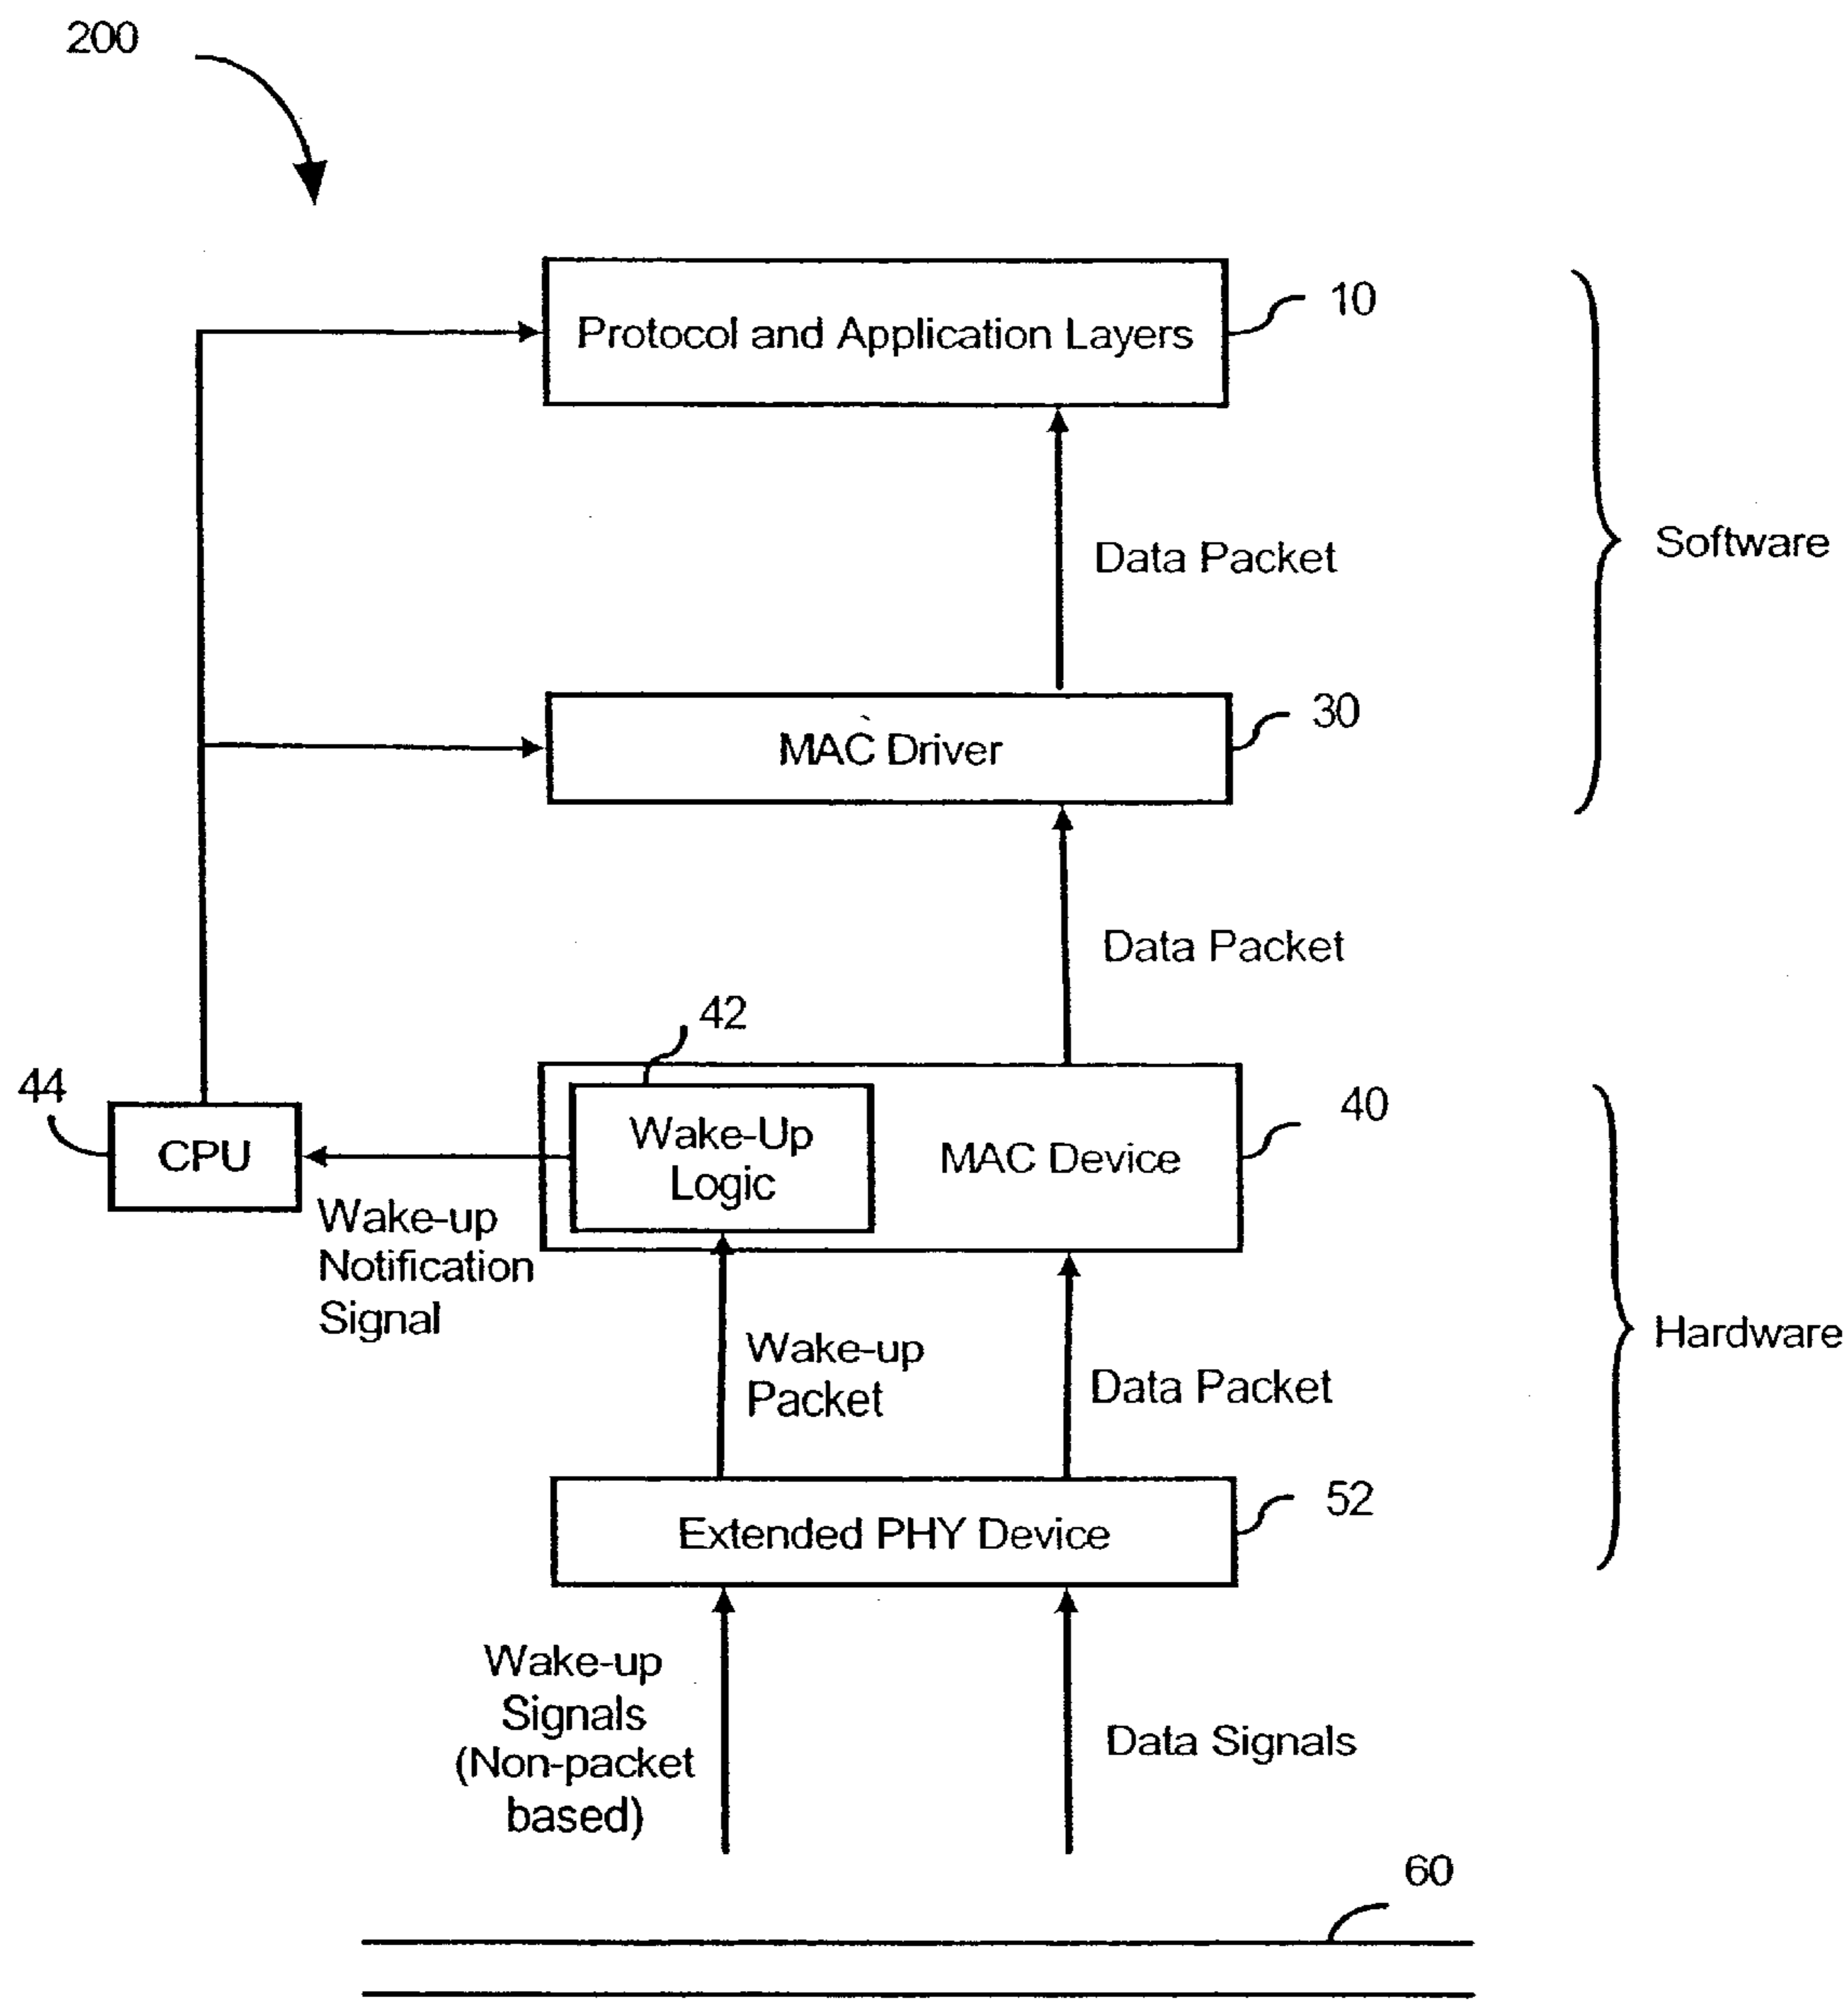 200
10
Protocol and Application Layers
Software
Data Packet
30
MAC Driver
Data Packet
42
44
40
CPU
Wake-Up
Logic
MAC Device
Wake-up
Notification
Signal
Hardware
Wake-up
Packet
Data Packet
52
Extended PHY Device
Wake-up
Signals
(Non-packet
based)
Data Signals
60